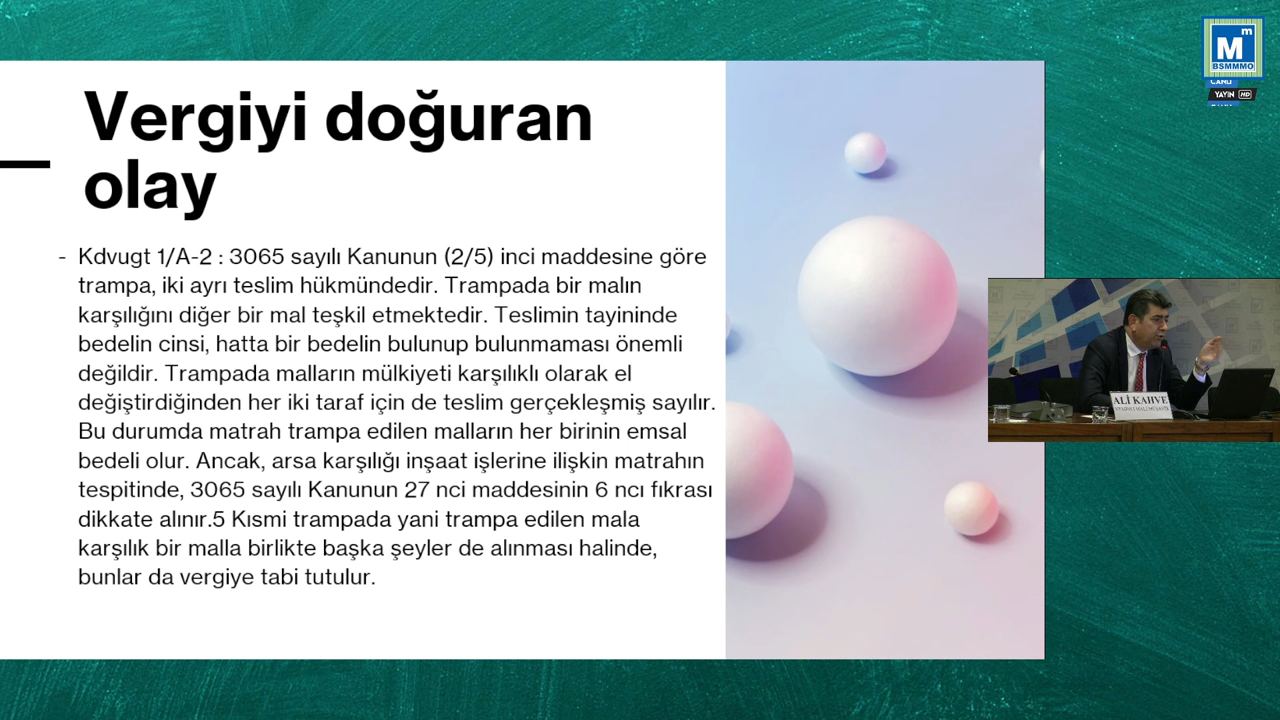 Vergiyi doğuran
olay
- Kdvugt 1/A-2 : 3065 sayılı Kanunun (2/5) inci maddesine göre
trampa, iki ayrı teslim hükmündedir. Trampada bir malın
karşılığını diğer bir mal teşkil etmektedir. Teslimin tayininde
bedelin cinsi, hatta bir bedelin bulunup bulunmaması önemli
değildir. Trampada malların mülkiyeti karşılıklı olarak el
değiştirdiğinden her iki taraf için de teslim gerçekleşmiş sayılır.
Bu durumda matrah trampa edilen malların her birinin emsal
bedeli olur. Ancak, arsa karşılığı inşaat işlerine ilişkin matrahın
tespitinde, 3065 sayılı Kanunun 27 nci maddesinin 6 ncı fıkrası
dikkate alınır.5 Kısmi trampada yani trampa edilen mala
karşılık bir malla birlikte başka şeyler de alınması halinde,
bunlar da vergiye tabi tutulur.
Mm
BSMMMO
CANLI
YAYIN HD
ALİ KAHVE